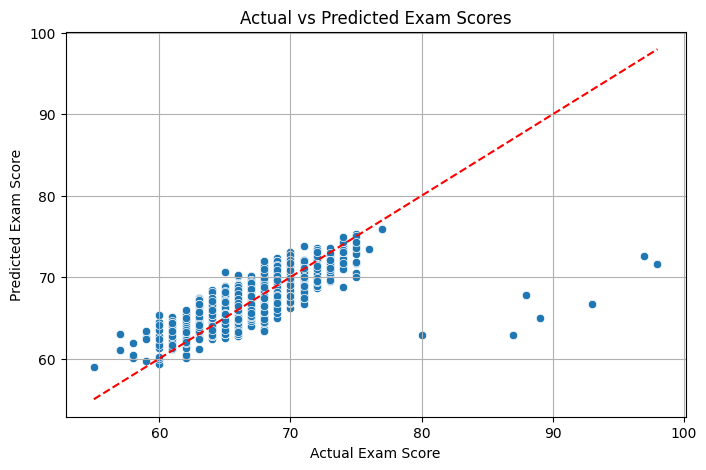 Actual vs Predicted Exam Scores
Predicted Exam Score
100
90
80
70
60
60 70 80 90 100
Actual Exam Score